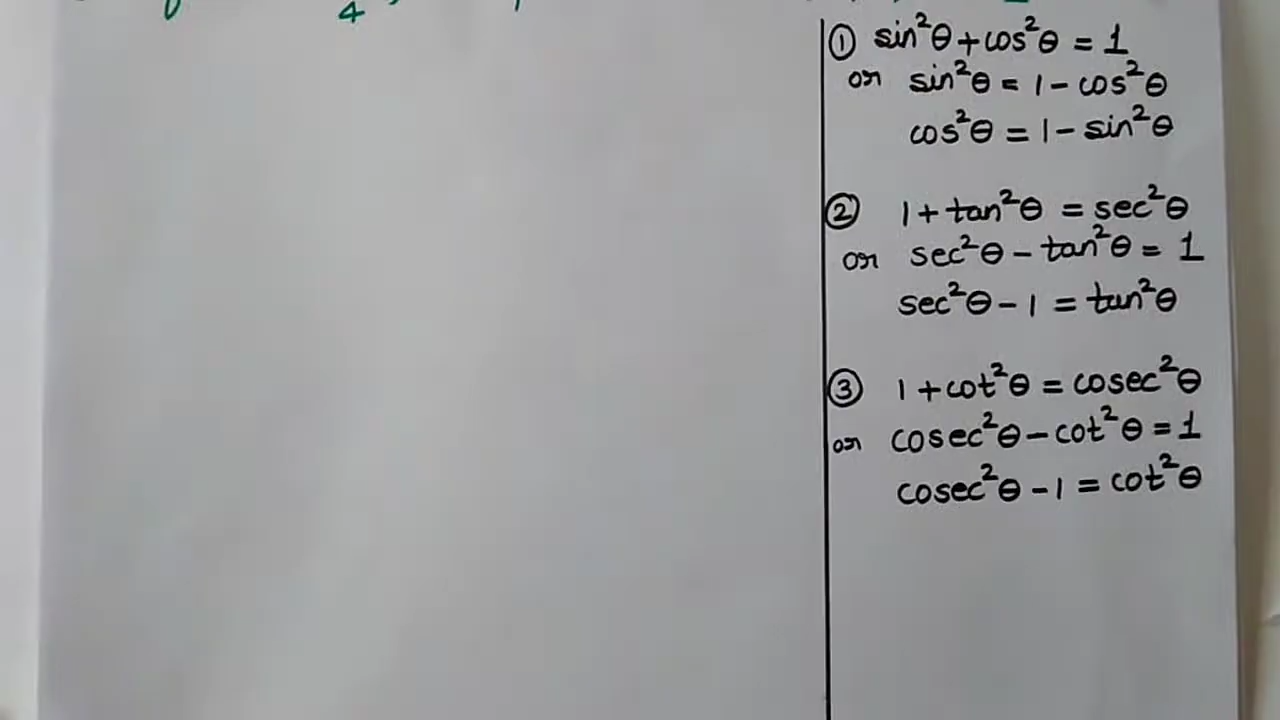 4
① sin²θ + cos²θ = 1
or sin²θ = 1 - cos²θ
cos²θ = 1 - sin²θ
② 1 + tan²θ = sec²θ
or sec²θ - tan²θ = 1
sec²θ - 1 = tan²θ
③ 1 + cot²θ = cosec²θ
or cosec²θ - cot²θ = 1
cosec²θ - 1 = cot²θ